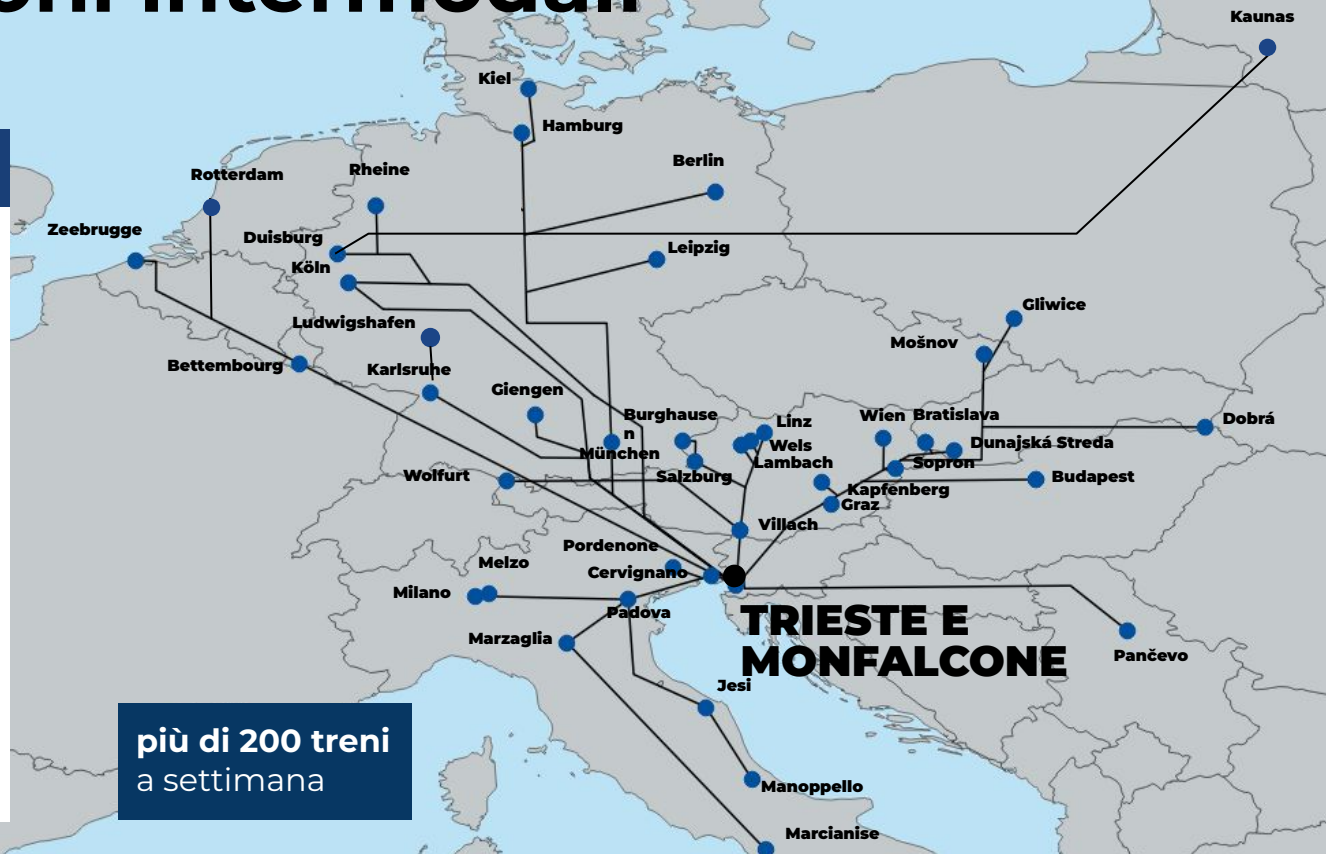 Kaunas
Kiel
Hamburg
Berlin
Rotterdam
Rheine
Zeebrugge
Duisburg
Leipzig
Köln
Gliwice
Ludwigshafen
Mošnov
Bettembourg
Karlsruhe
Giengen
Burghause
n
Linz
Wien
Bratislava
Dobrá
Wels
Dunajská Streda
München
Lambach
Sopron
Salzburg
Wolfurt
Budapest
Kapfenberg
Graz
Villach
Pordenone
Melzo
Cervignano
Milano
Padova
TRIESTE E
MONFALCONE
Marzaglia
Pančevo
Jesi
più di 200 treni
a settimana
Manoppello
Marcianise